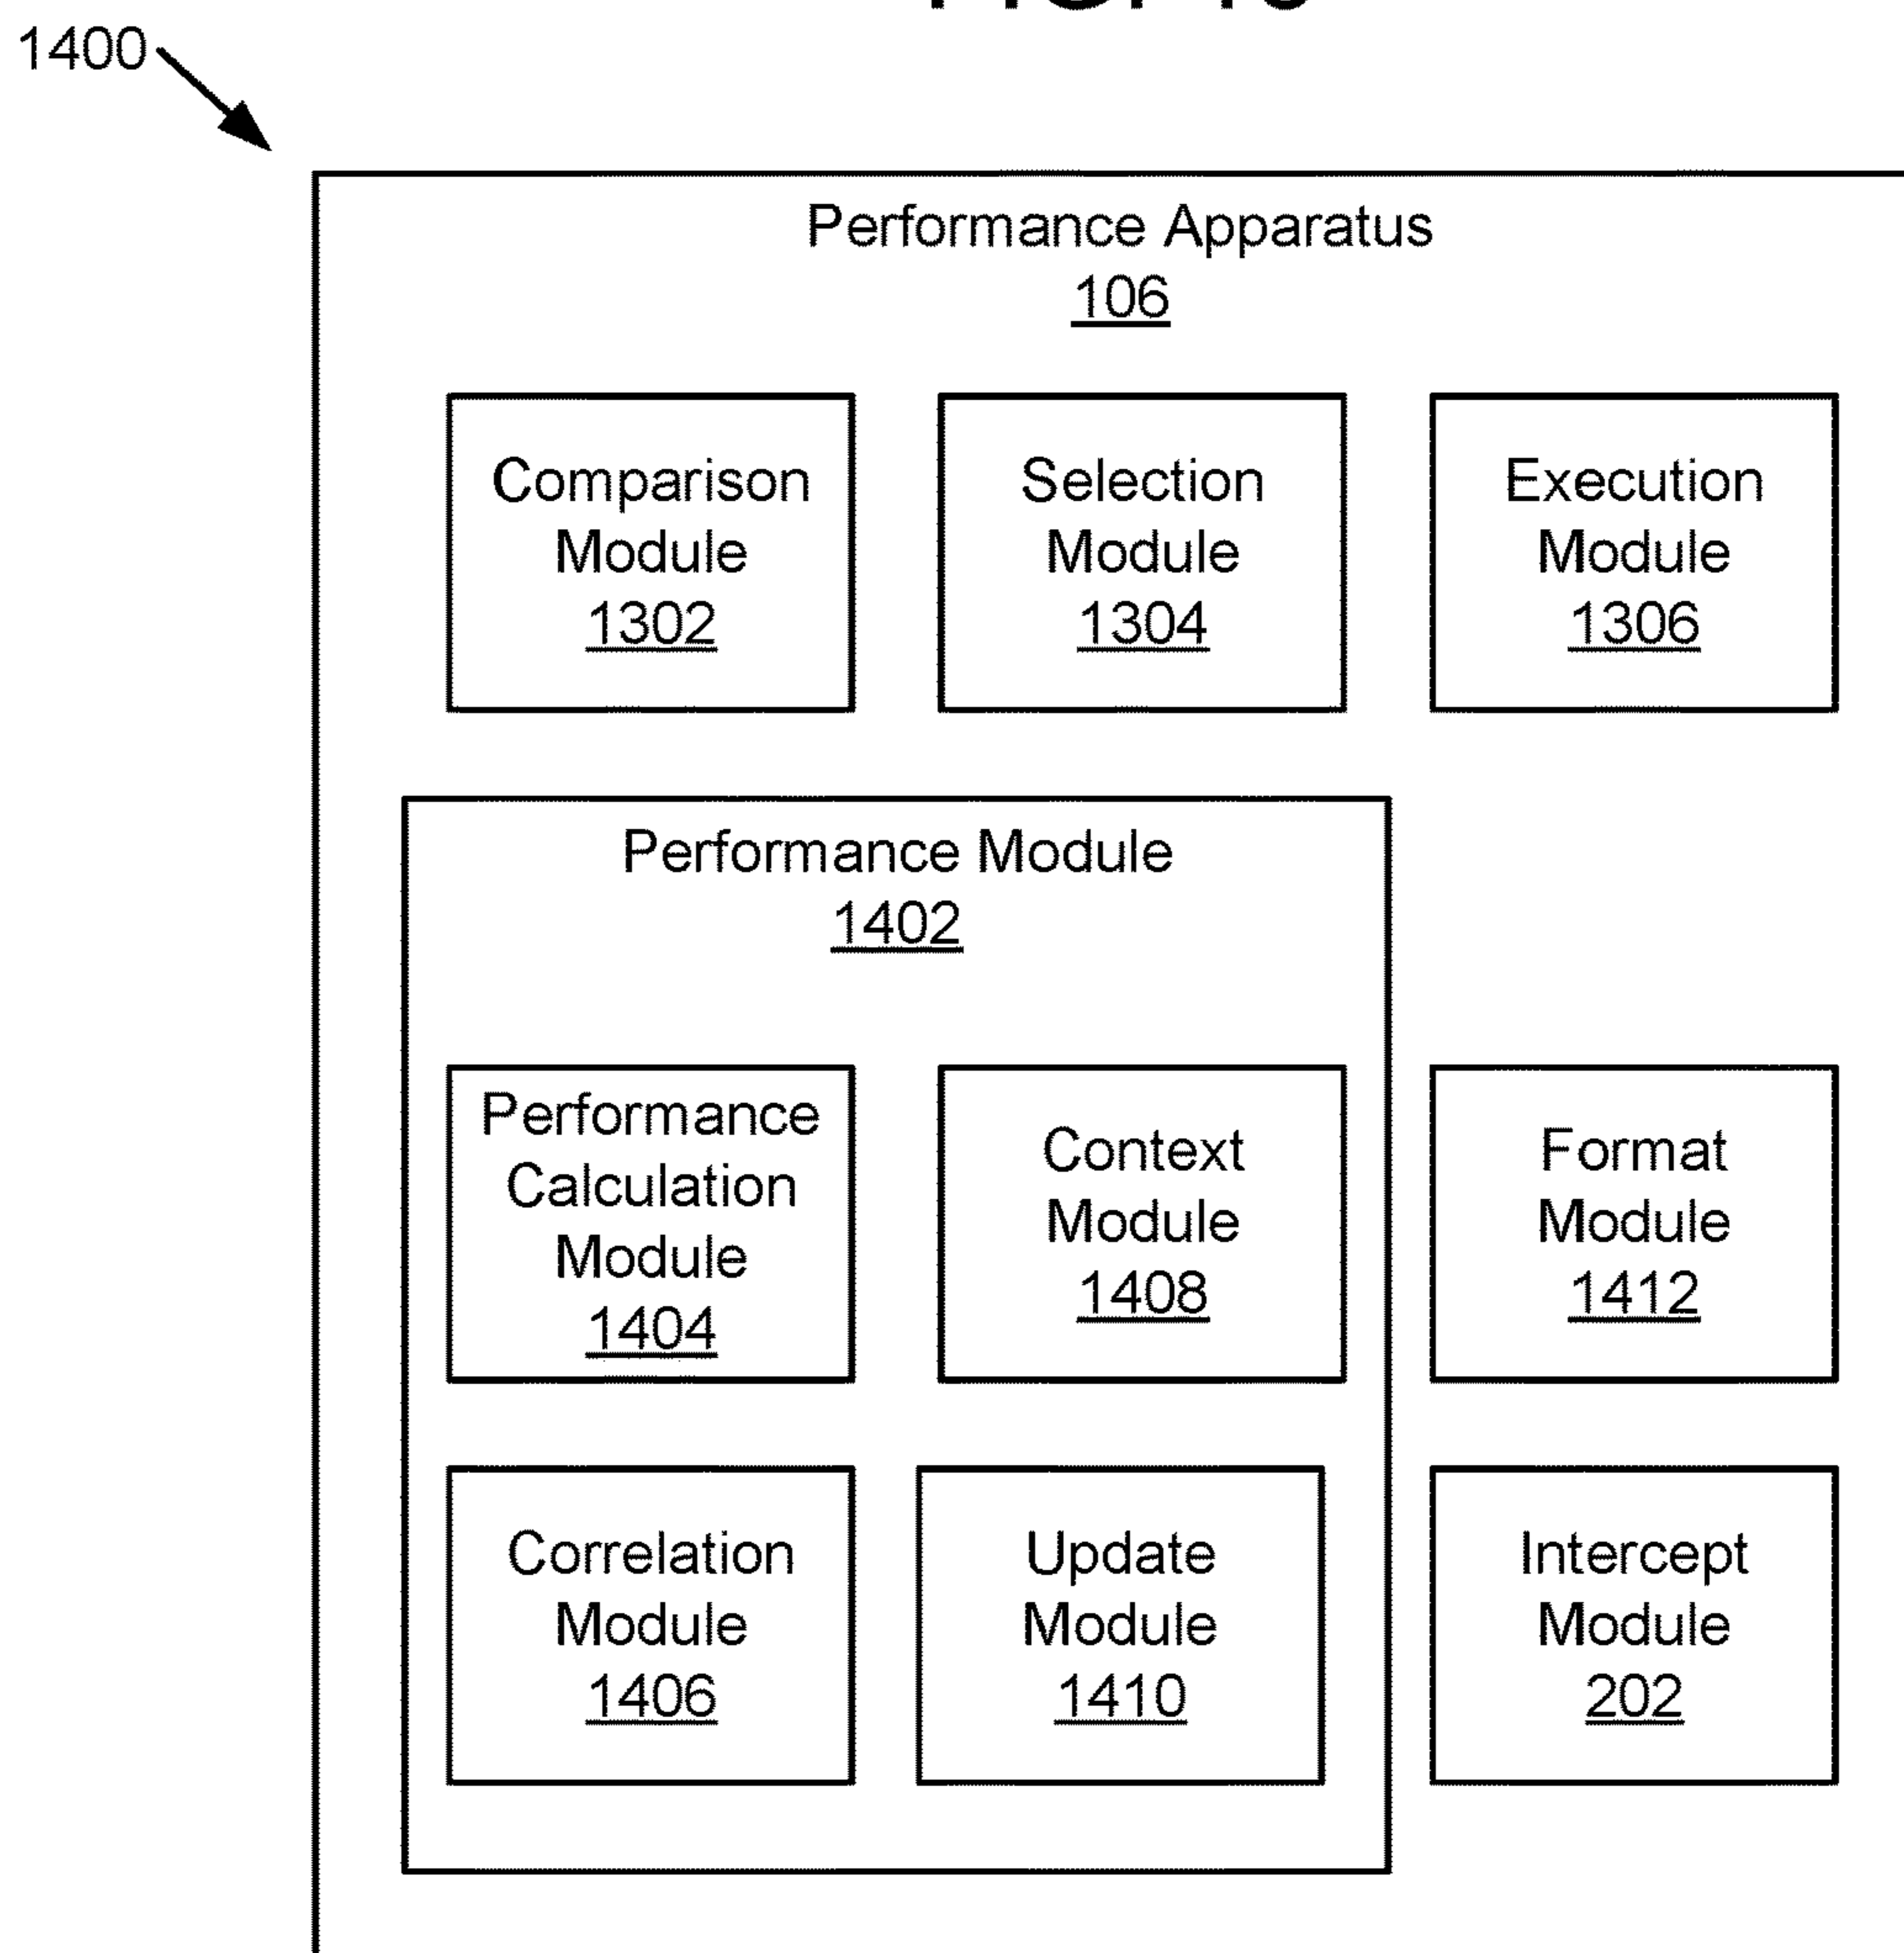 1400
Performance Apparatus
106
Comparison
Module
1302
Selection
Module
1304
Execution
Module
1306
Performance Module
1402
Performance
Calculation
Module
1404
Context
Module
1408
Format
Module
1412
Correlation
Module
1406
Update
Module
1410
Intercept
Module
202